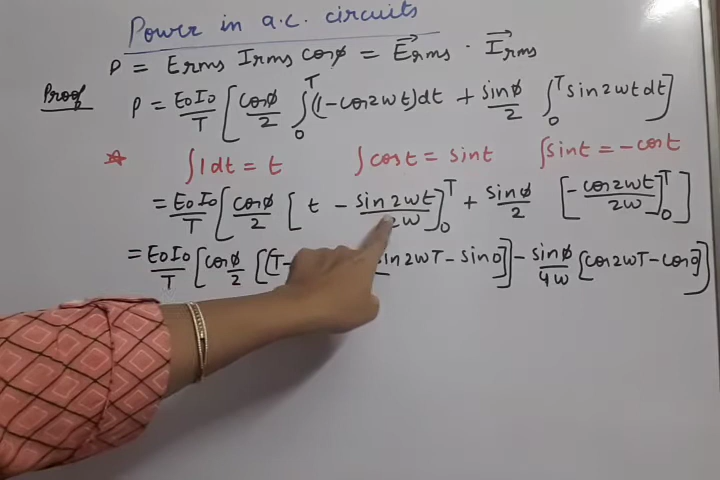 Power in a.c. circuits
P = Erms Irms cosφ = E⃗rms · I⃗rms
Proof P = E₀I₀/T [cosφ/2 ∫₀ᵀ (1-cos2ωt)dt + sinφ/2 ∫₀ᵀ sin2ωt dt]
∫1dt = t ∫cost = sint ∫sint = -cost
= E₀I₀/T [cosφ/2 [t - sin2ωt/2ω]₀ᵀ + sinφ/2 [-cos2ωt/2ω]₀ᵀ]
= E₀I₀/T [cosφ/2 [(T- sin2ωT - sin0]] - sinφ/4ω [cos2ωT - cos0]]